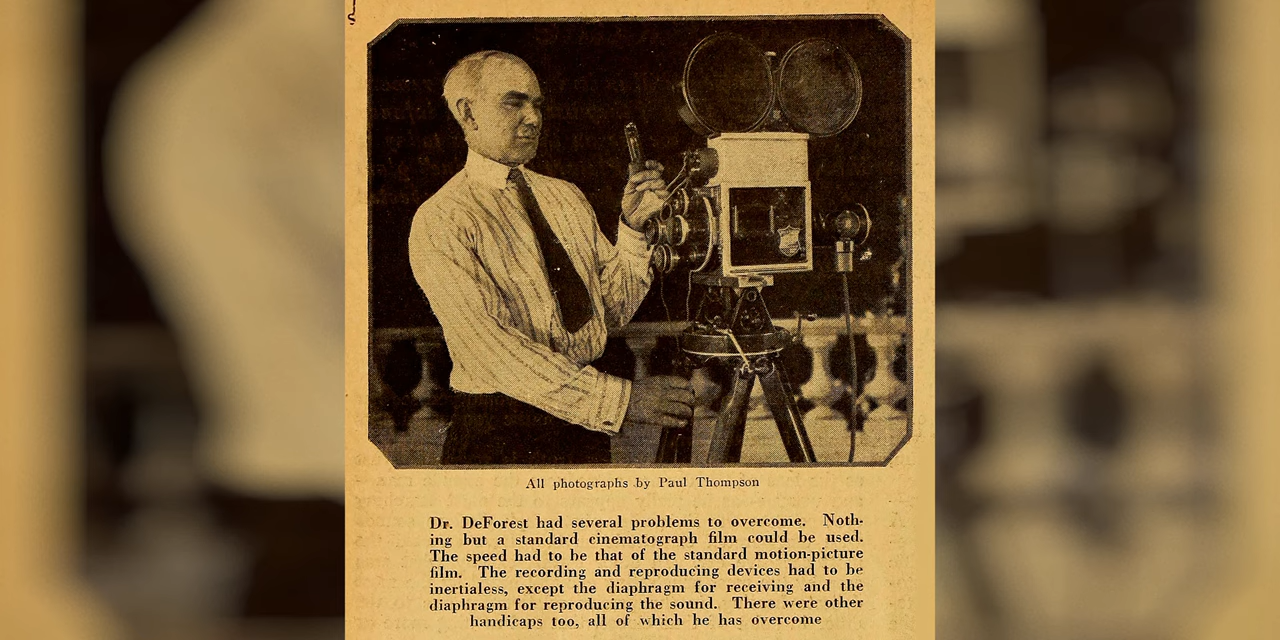 All photographs by Paul Thompson
Dr. DeForest had several problems to overcome. Noth-
ing but a standard cinematograph film could be used.
The speed had to be that of the standard motion-picture
film. The recording and reproducing devices had to be
inertialess, except the diaphragm for receiving and the
diaphragm for reproducing the sound. There were other
handicaps too, all of which he has overcome